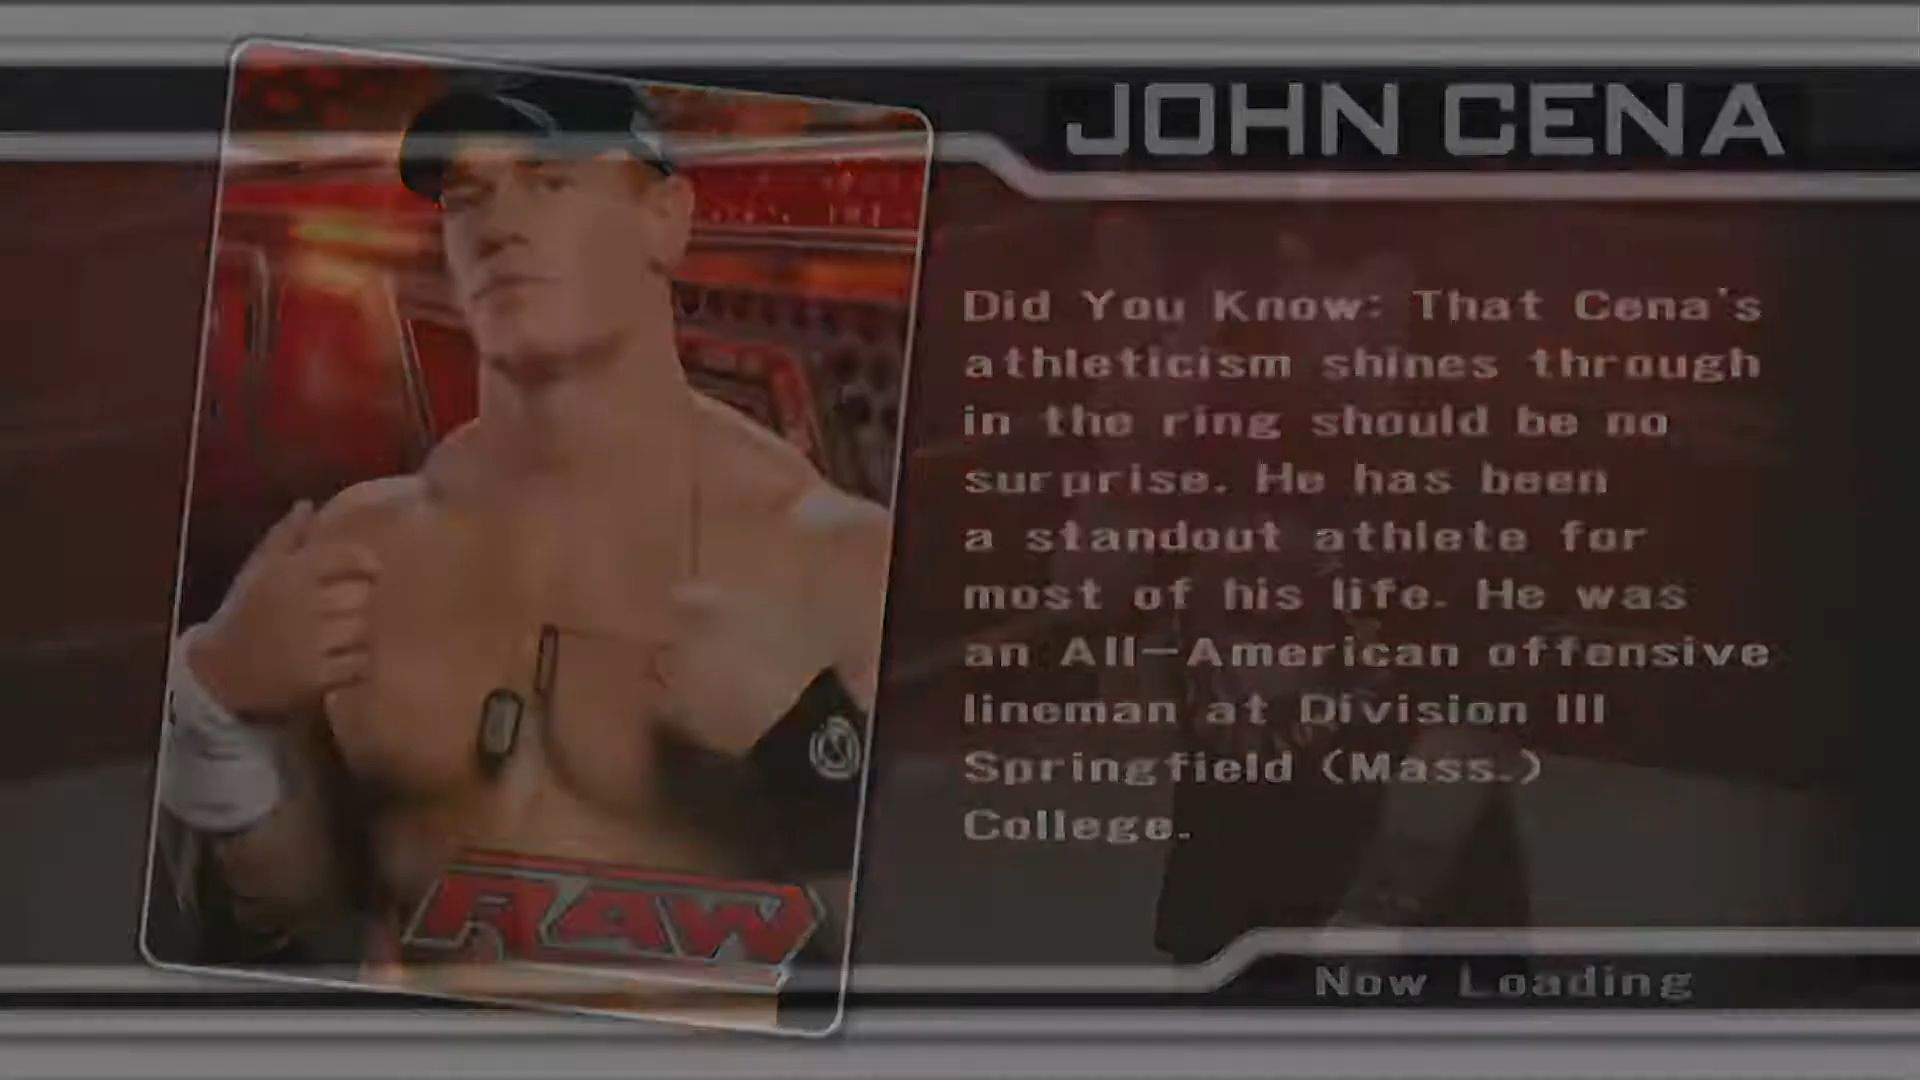 JOHN CENA
Did You Know: That Cena's
athleticism shines through
in the ring should be no
surprise. He has been
a standout athlete for
most of his life. He was
an All-American offensive
lineman at Division III
Springfield (Mass.)
College.
RAW
Now Loading